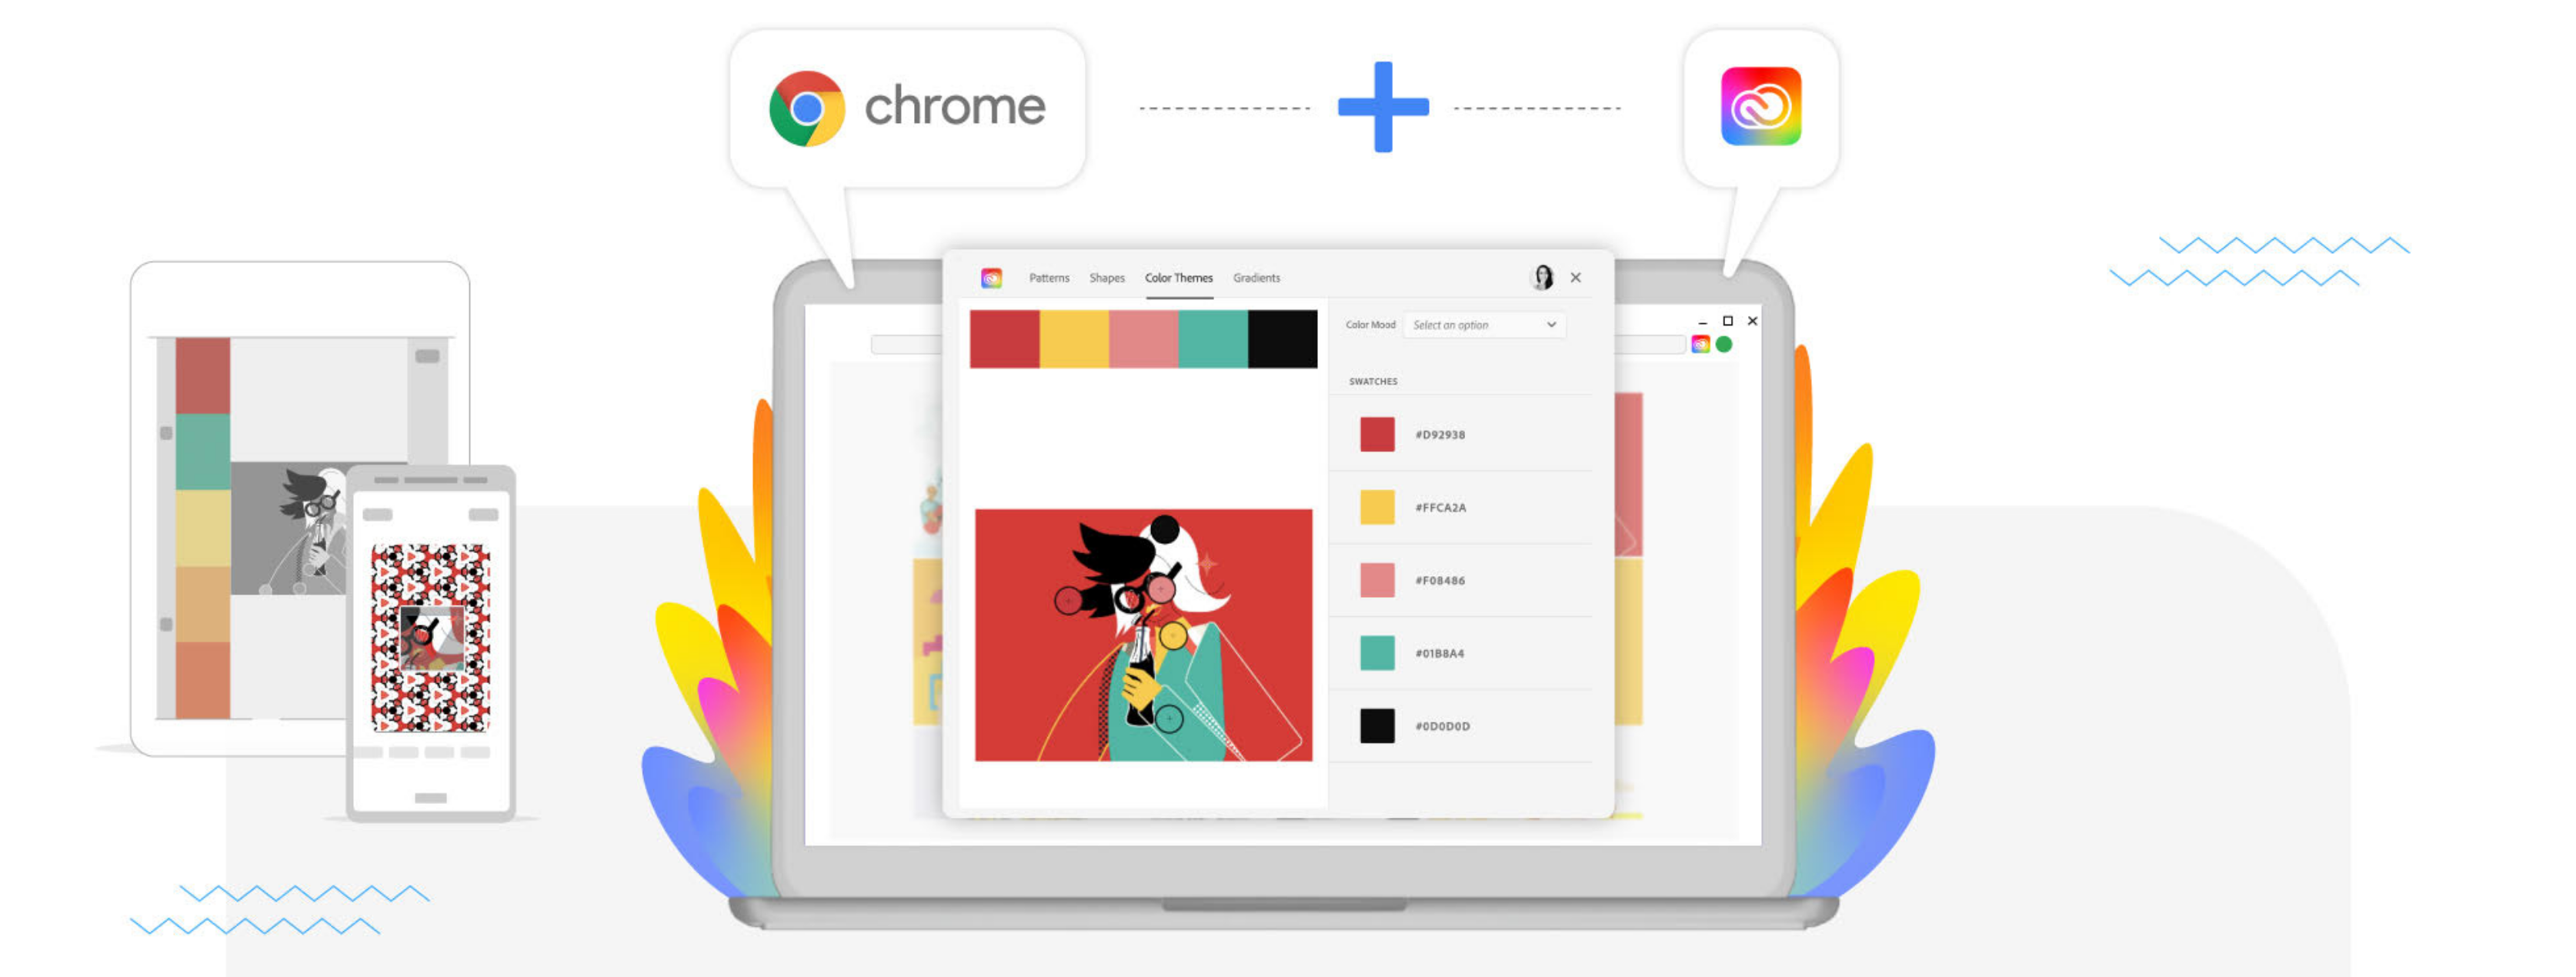 chrome
Patterns Shapes Color Themes Gradients
Color Mood Select an option
SWATCHES
#D92938
#FFCA2A
#F08486
#01B8A4
#0D0D0D